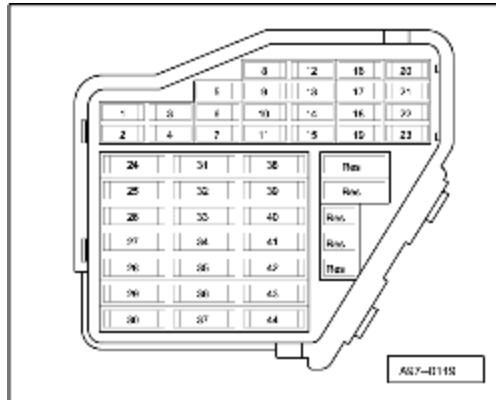 8 12 16 20
5 9 13 17 21
1 3 6 10 14 18 22
2 4 7 11 15 19 23
24 31 38 Res
25 32 39 Res
26 33 40 Res
27 34 41 Res
28 35 42 Res
29 36 43
30 37 44
A97-0119